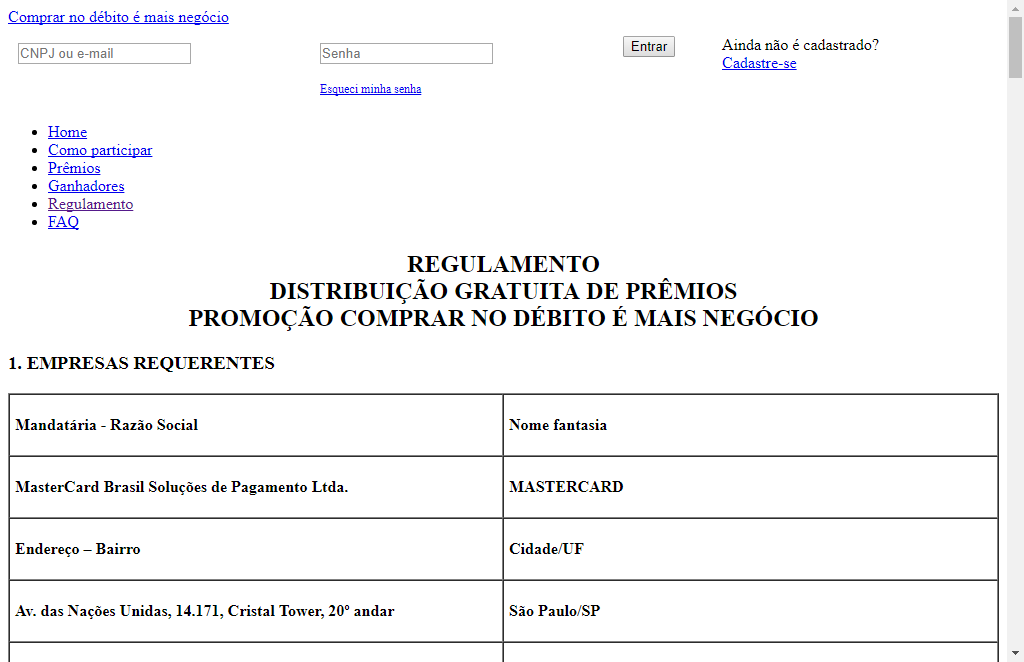 Comprar no débito é mais negócio
CNPJ ou e-mail
Senha
Entrar
Ainda não é cadastrado?
Cadastre-se
Esqueci minha senha
Home
Como participar
Prêmios
Ganhadores
Regulamento
FAQ
REGULAMENTO
DISTRIBUIÇÃO GRATUITA DE PRÊMIOS
PROMOÇÃO COMPRAR NO DÉBITO É MAIS NEGÓCIO
1. EMPRESAS REQUERENTES
Mandatária - Razão Social
Nome fantasia
MasterCard Brasil Soluções de Pagamento Ltda.
MASTERCARD
Endereço – Bairro
Cidade/UF
Av. das Nações Unidas, 14.171, Cristal Tower, 20º andar
São Paulo/SP